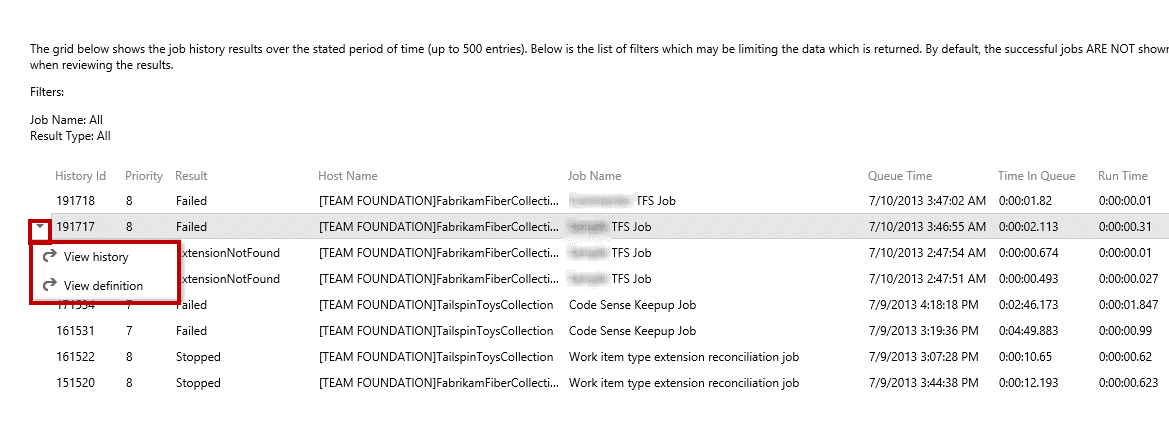 The grid below shows the job history results over the stated period of time (up to 500 entries). Below is the list of filters which may be limiting the data which is returned. By default, the successful jobs ARE NOT shown
when reviewing the results.
Filters:
Job Name: All
Result Type: All
History Id Priority Result Host Name Job Name Queue Time Time In Queue Run Time
191718 8 Failed [TEAM FOUNDATION]FabrikamFiberCollecti... TFS Job 7/10/2013 3:47:02 AM 0:00:01.82 0:00:00.01
191717 8 Failed [TEAM FOUNDATION]FabrikamFiberCollecti... TFS Job 7/10/2013 3:46:55 AM 0:00:02.113 0:00:00.31
View history xtensionNotFound [TEAM FOUNDATION]FabrikamFiberCollecti... TFS Job 7/10/2013 2:47:54 AM 0:00:00.674 0:00:00.01
View definition xtensionNotFound [TEAM FOUNDATION]FabrikamFiberCollecti... TFS Job 7/10/2013 2:47:51 AM 0:00:00.493 0:00:00.027
7 Failed [TEAM FOUNDATION]TailspinToysCollection Code Sense Keepup Job 7/9/2013 4:18:18 PM 0:02:46.173 0:00:01.847
161531 7 Failed [TEAM FOUNDATION]TailspinToysCollection Code Sense Keepup Job 7/9/2013 3:19:36 PM 0:04:49.883 0:00:00.99
161522 8 Stopped [TEAM FOUNDATION]TailspinToysCollection Work item type extension reconciliation job 7/9/2013 3:07:28 PM 0:00:10.65 0:00:00.62
151520 8 Stopped [TEAM FOUNDATION]FabrikamFiberCollecti... Work item type extension reconciliation job 7/9/2013 3:44:38 PM 0:00:12.193 0:00:00.623